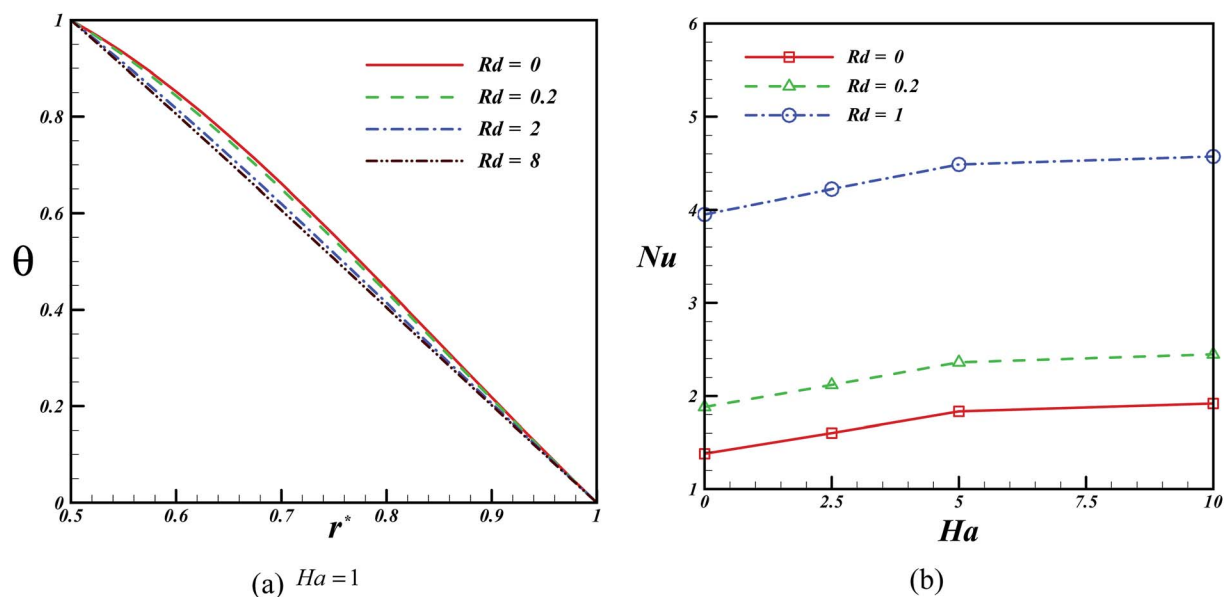 1
0.8
0.6
0.4
0.2
0
θ
0.5
0.6
0.7
0.8
0.9
1
r*
Rd = 0
Rd = 0.2
Rd = 2
Rd = 8
(a) Ha = 1
6
5
4
3
2
1
Nu
0
2.5
5
7.5
10
Ha
Rd = 0
Rd = 0.2
Rd = 1
(b)